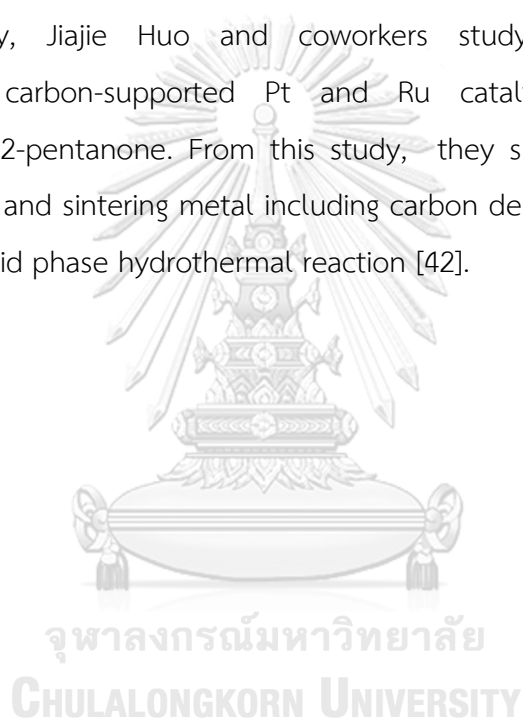 y, Jiajie Huo and coworkers study
carbon-supported Pt and Ru catal
2-pentanone. From this study, they s
and sintering metal including carbon de
id phase hydrothermal reaction [42].
จุฬาลงกรณ์มหาวิทยาลัย
CHULALONGKORN UNIVERSITY